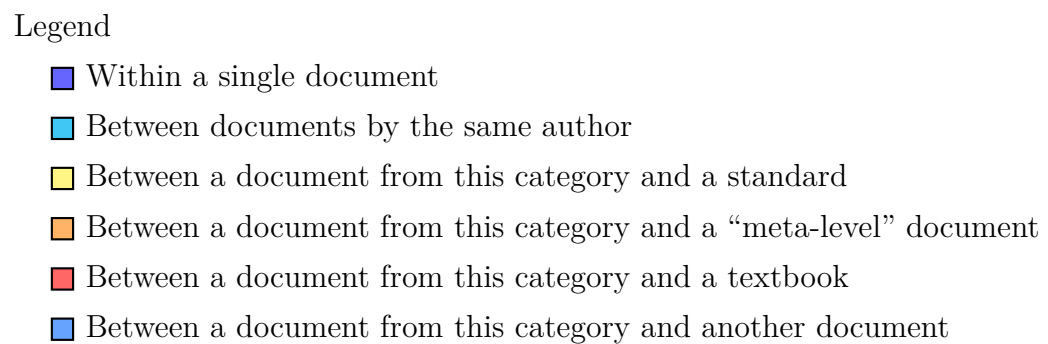 Legend
Within a single document
Between documents by the same author
Between a document from this category and a standard
Between a document from this category and a “meta-level” document
Between a document from this category and a textbook
Between a document from this category and another document